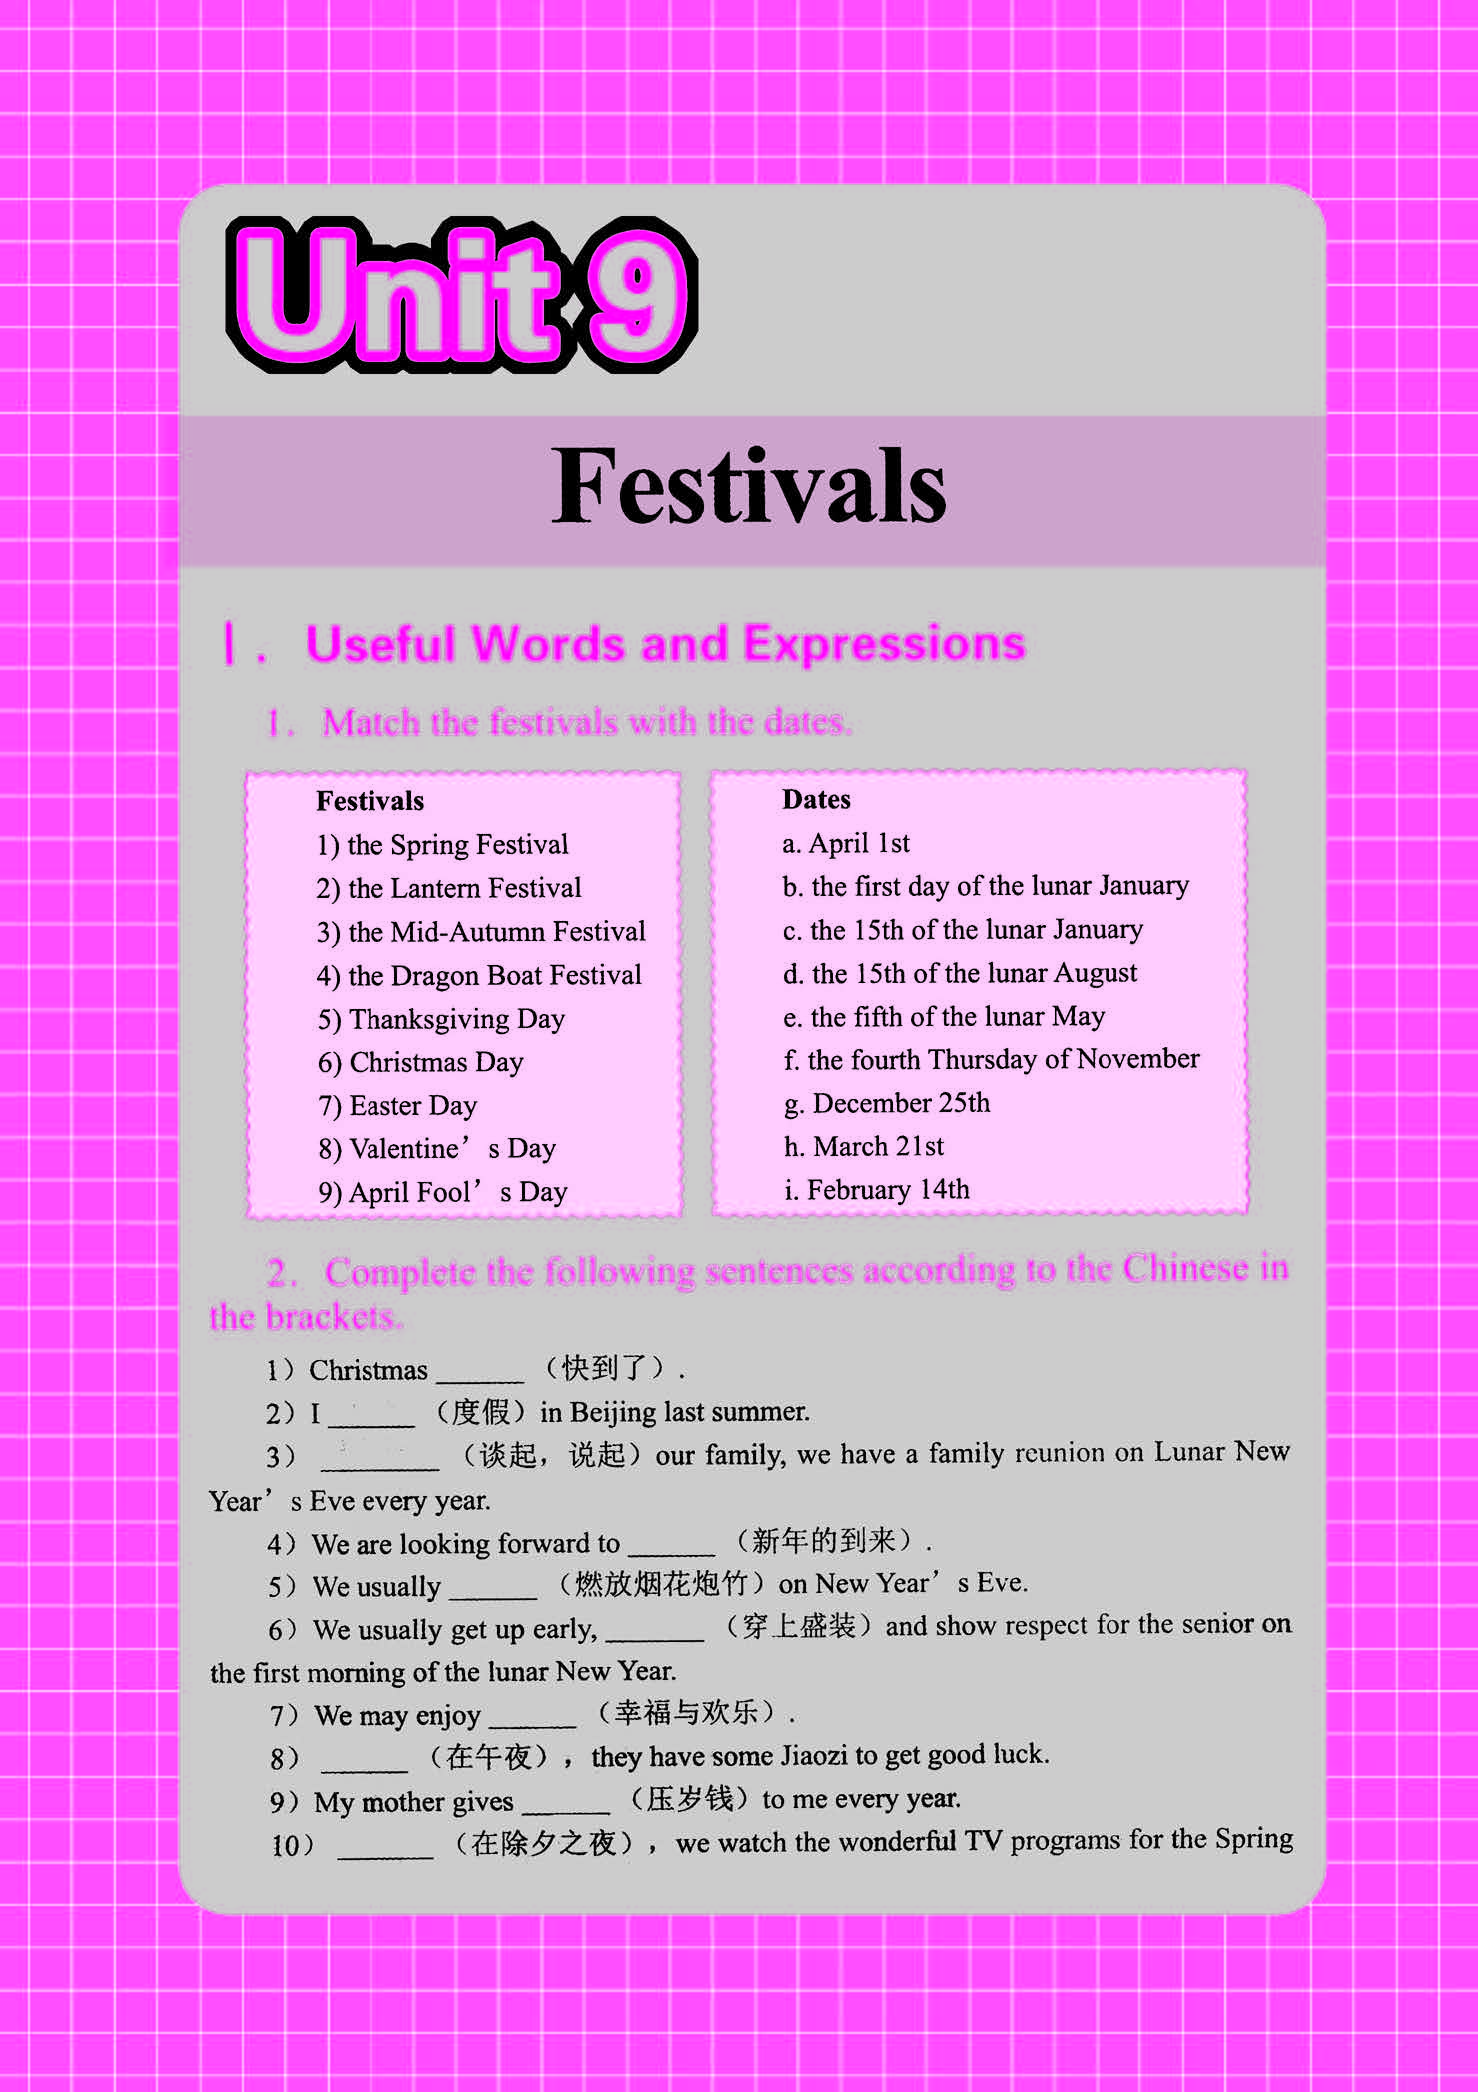 Unit 9
Festivals
Ⅰ. Useful Words and Expressions
1. Match the festivals with the dates.
Festivals
1) the Spring Festival
2) the Lantern Festival
3) the Mid-Autumn Festival
4) the Dragon Boat Festival
5) Thanksgiving Day
6) Christmas Day
7) Easter Day
8) Valentine’s Day
9) April Fool’s Day
Dates
a. April 1st
b. the first day of the lunar January
c. the 15th of the lunar January
d. the 15th of the lunar August
e. the fifth of the lunar May
f. the fourth Thursday of November
g. December 25th
h. March 21st
i. February 14th
2. Complete the following sentences according to the Chinese in
the brackets.
1）Christmas ______ （快到了）.
2）I ______ （度假）in Beijing last summer.
3） ________ （谈起，说起）our family, we have a family reunion on Lunar New
Year’s Eve every year.
4）We are looking forward to ______ （新年的到来）.
5）We usually ______ （燃放烟花炮竹）on New Year’s Eve.
6）We usually get up early, ______ （穿上盛装）and show respect for the senior on
the first morning of the lunar New Year.
7）We may enjoy ______ （幸福与欢乐）.
8） ______ （在午夜）, they have some Jiaozi to get good luck.
9）My mother gives ______ （压岁钱）to me every year.
10） ______ （在除夕之夜）, we watch the wonderful TV programs for the Spring